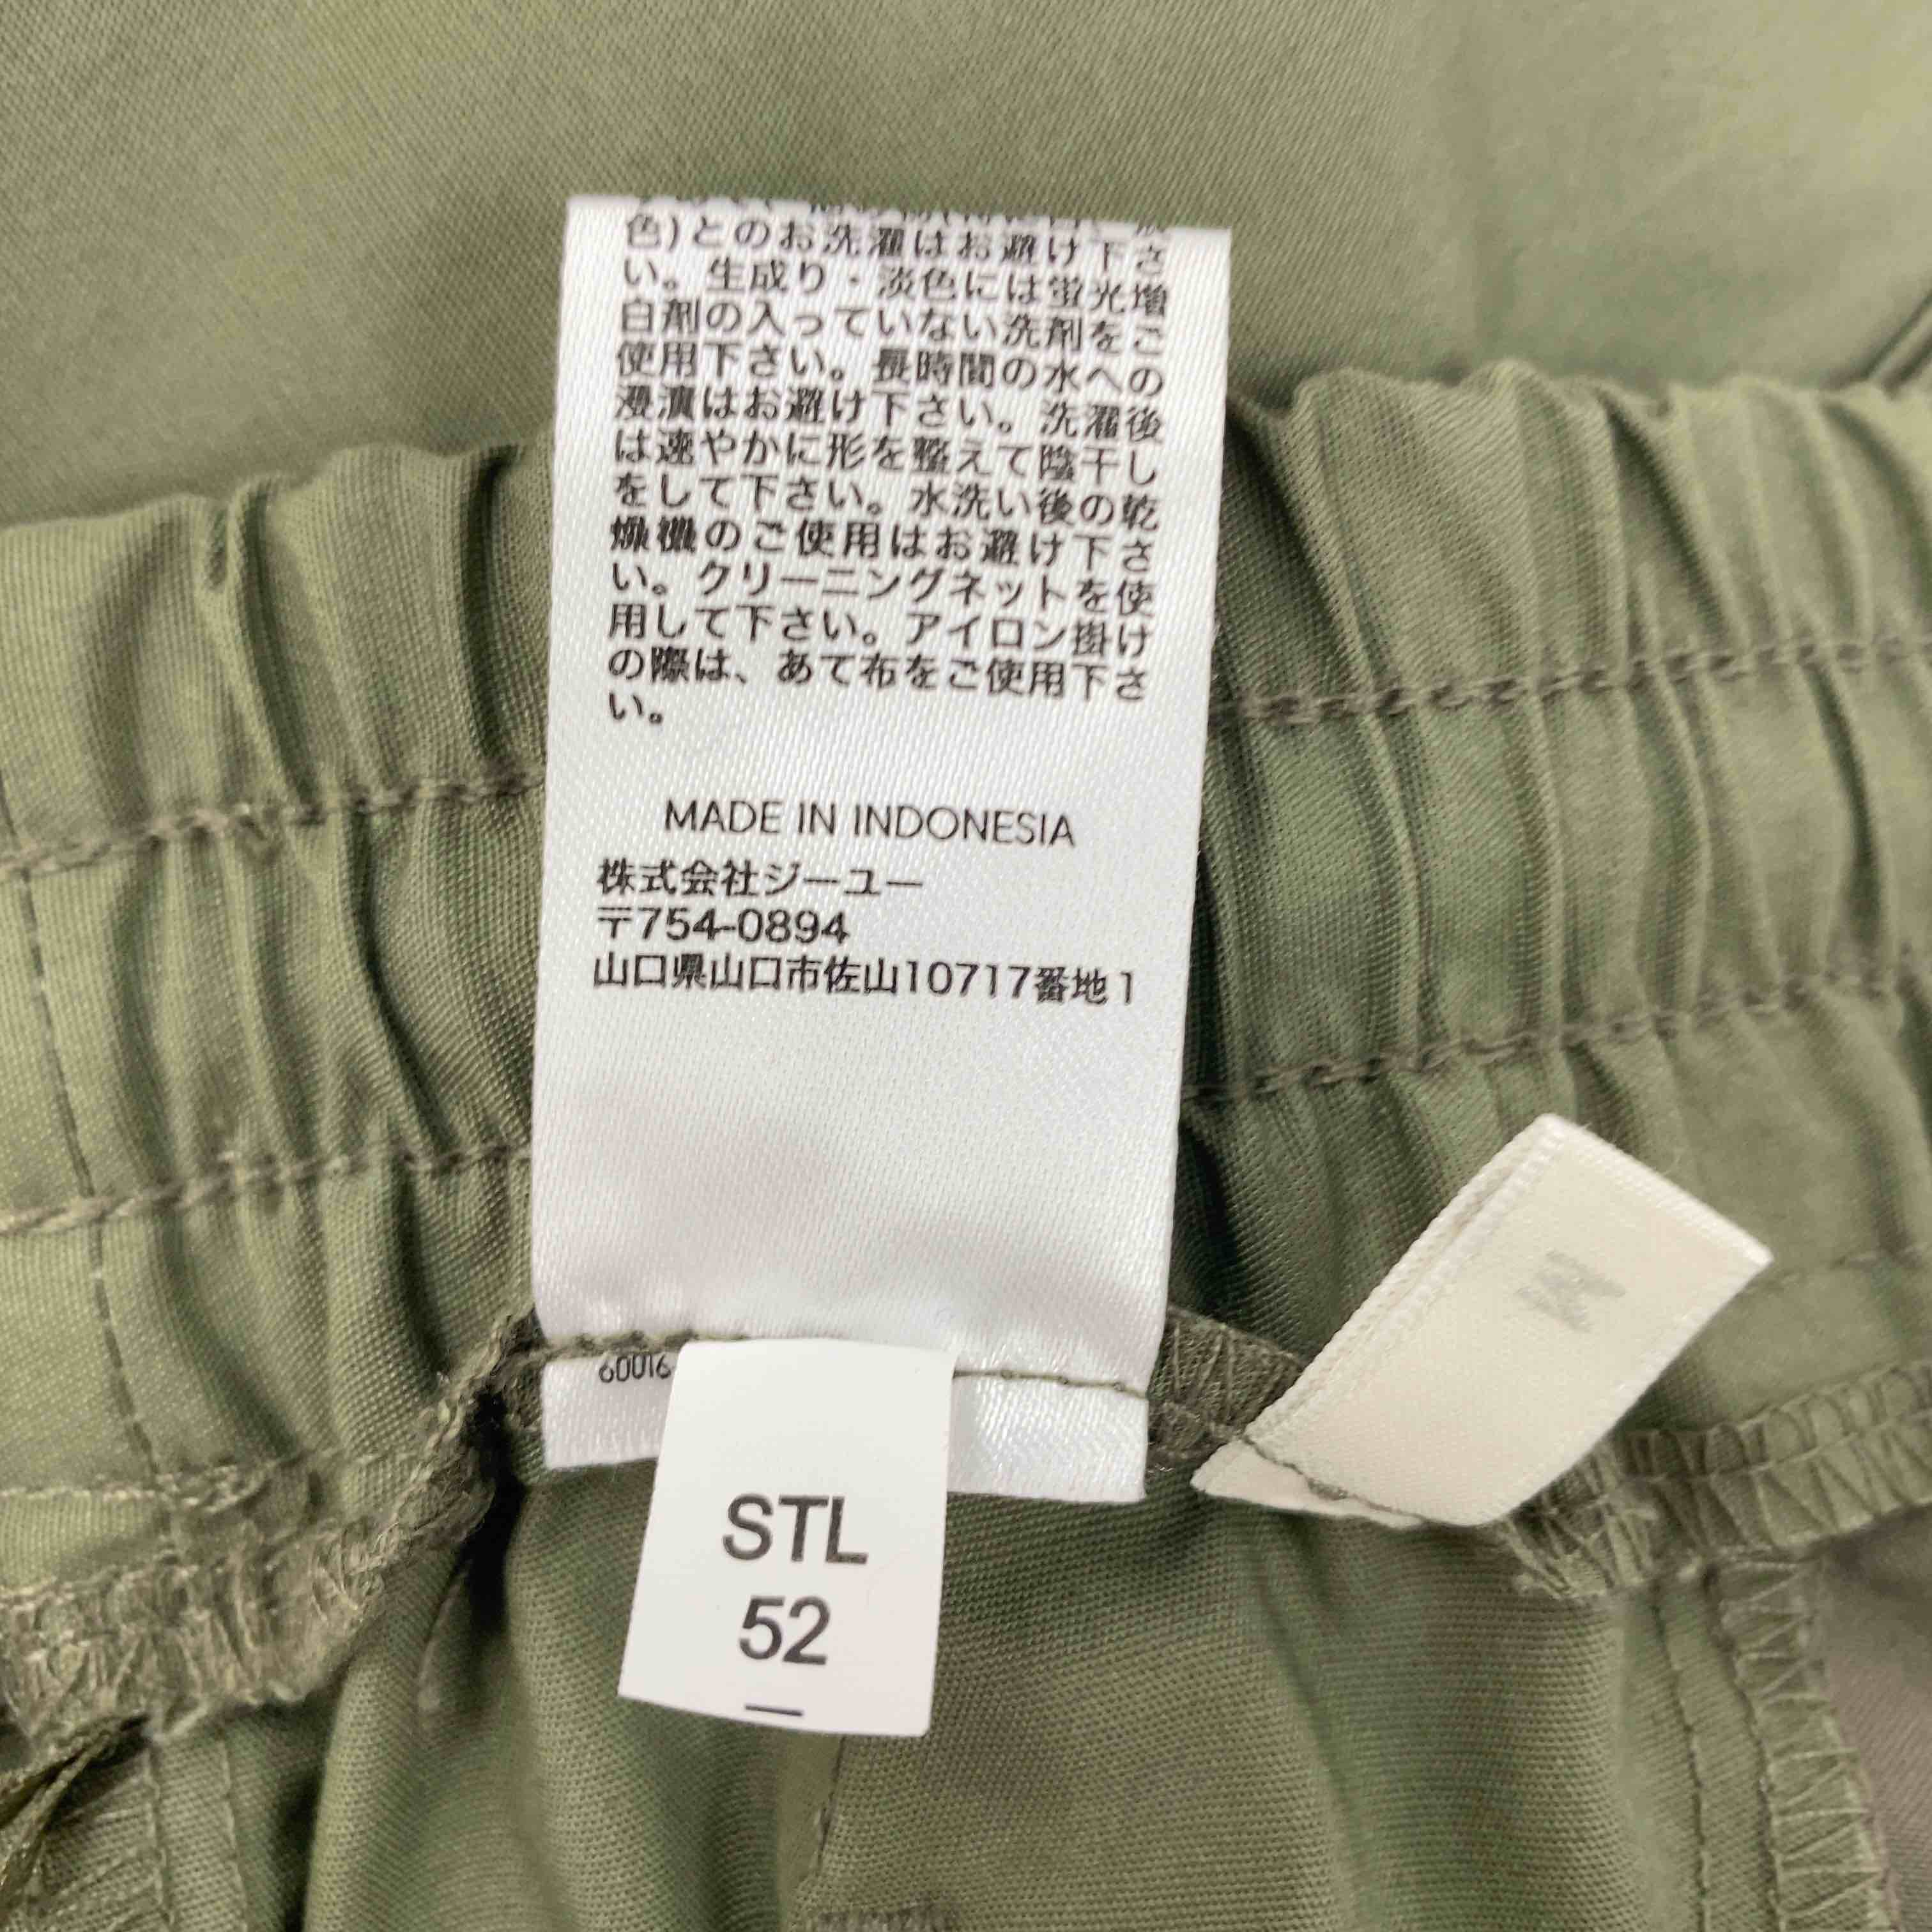 色)とのお洗濯はお避け下さ
い。生成り・淡色には蛍光増
白剤の入っていない洗剤をご
使用下さい。長時間の水への
浸漬はお避け下さい。洗濯後
は速やかに形を整えて陰干し
をして下さい。水洗い後の乾
燥機のご使用はお避け下さ
い。クリーニングネットを使
用して下さい。アイロン掛け
の際は、あて布をご使用下さ
い。
MADE IN INDONESIA
株式会社ジーユー
〒754-0894
山口県山口市佐山10717番地1
60016
STL
52
M